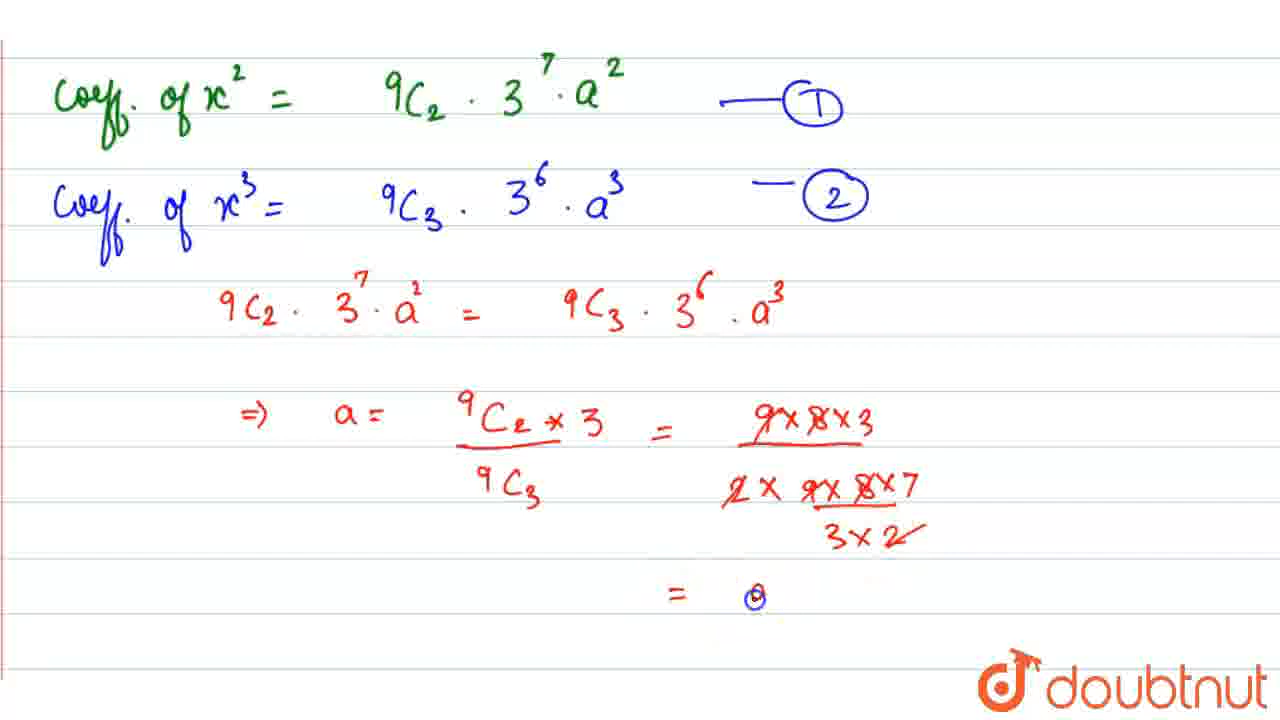 Coeff. of x² = ⁹C₂ . 3⁷ . a² — ①
Coeff. of x³ = ⁹C₃ . 3⁶ . a³ — ②
⁹C₂ . 3⁷ . a² = ⁹C₃ . 3⁶ . a³
=> a = (⁹C₂ × 3) / ⁹C₃ = (9 × 8 × 3) / (2 × (9 × 8 × 7) / (3 × 2))
=
doubtnut